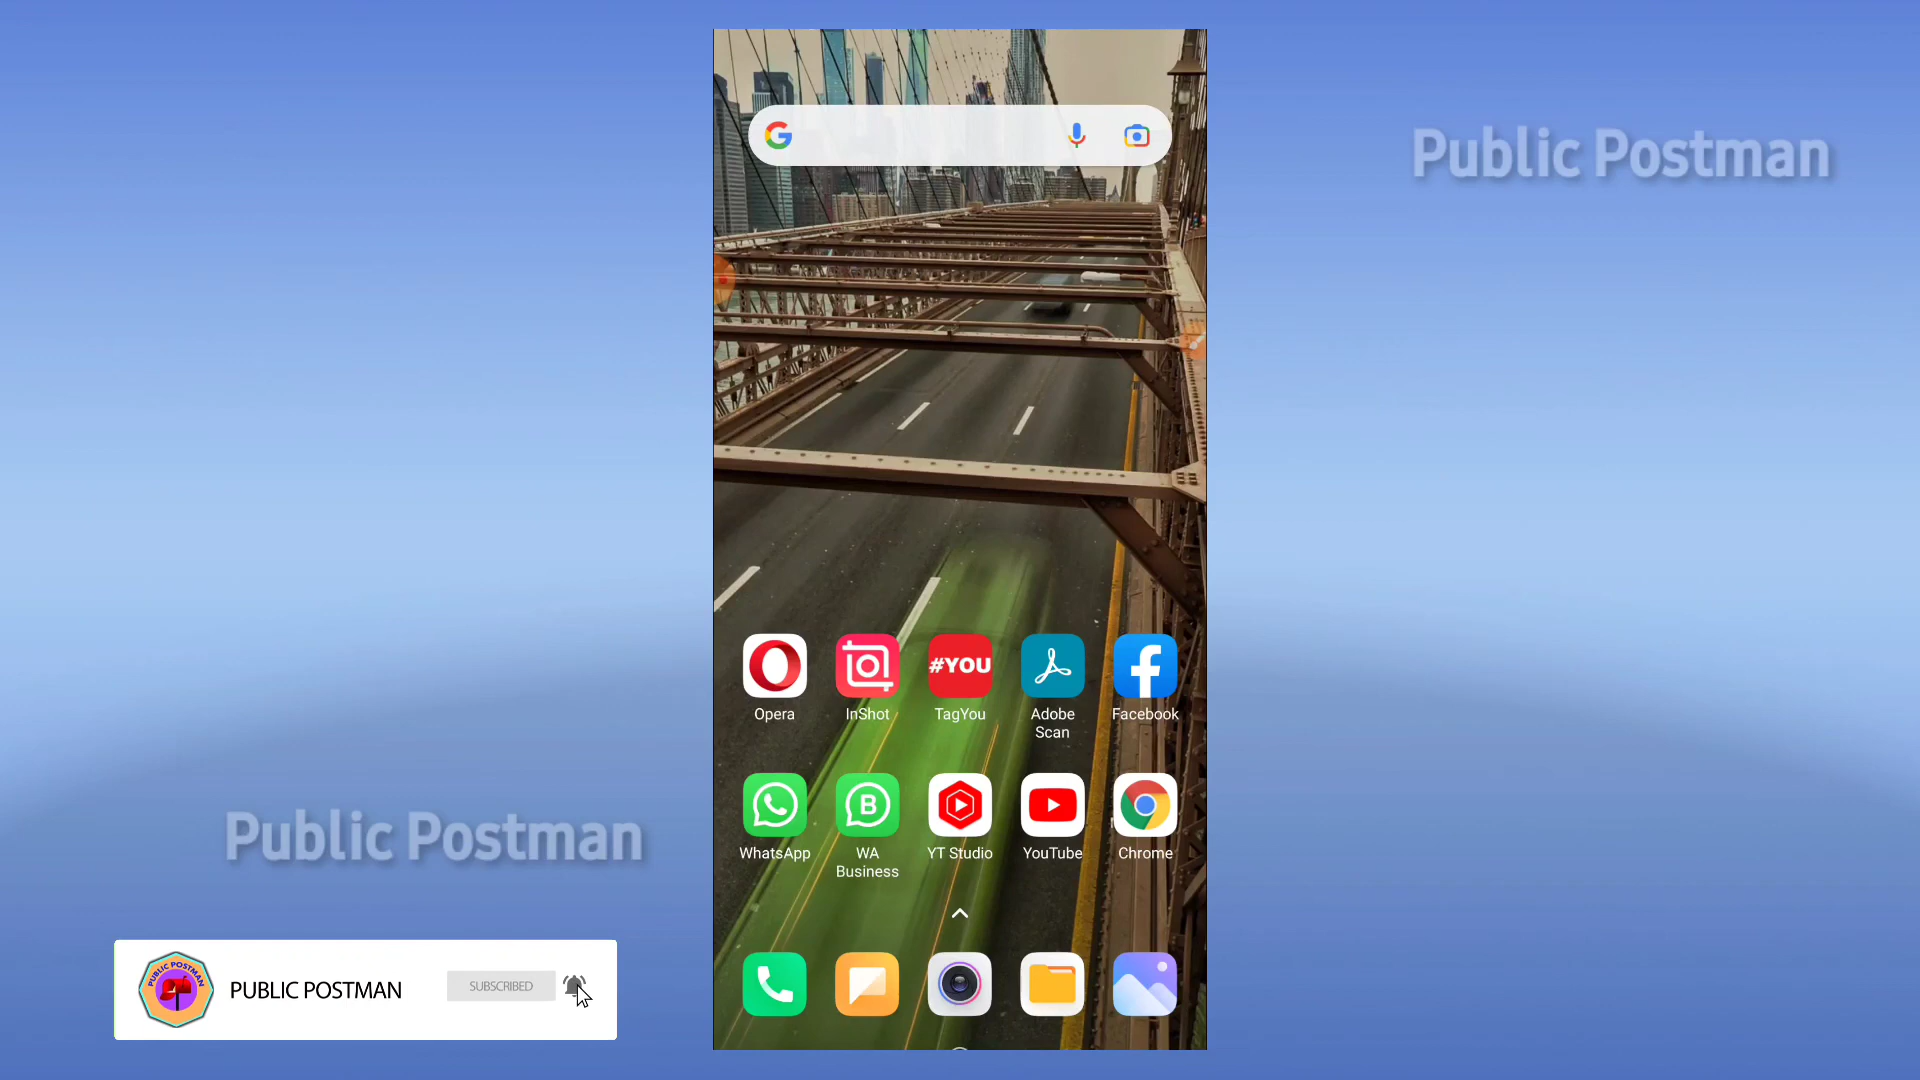 Public Postman
#YOU
Opera
InShot
TagYou
Adobe
Scan
Facebook
B
WhatsApp
WA
Business
YT Studio
YouTube
Chrome
Public Postman
PUBLIC POSTMAN
PUBLIC POSTMAN
SUBSCRIBED